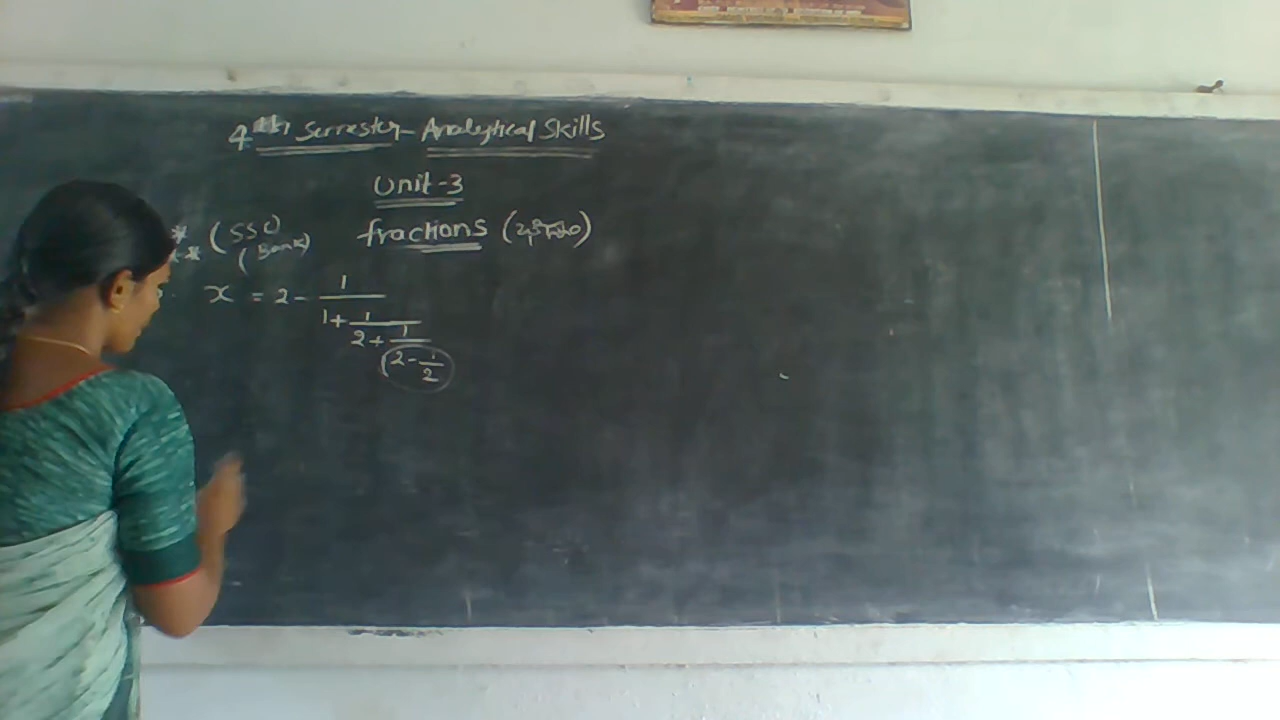 4th Semester - Analytical Skills
Unit-3
* (SSC)
fractions
** (Bank)
x = 2 - 1
1 + 1
2 + 1
2 - 1
2